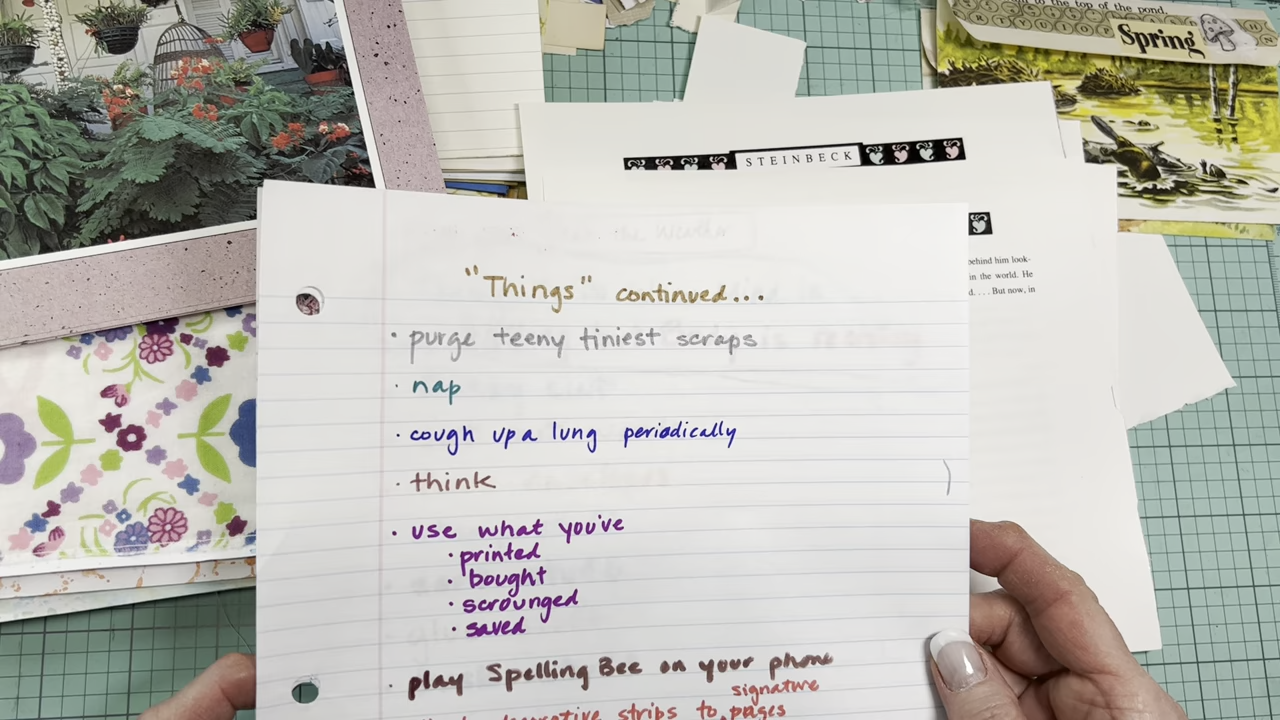 to the top of the pond.
Spring
STEINBECK
behind him look-
in the world. He
d. . . . But now, in
"Things" continued...
· purge teeny tiniest scraps
· nap
· cough up a lung periodically
· think
· use what you've
· printed
· bought
· scrounged
· saved
· play Spelling Bee on your phone
signature
strips to pages